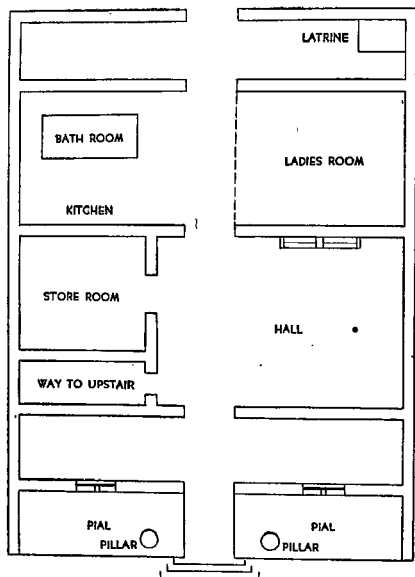 LATRINE
BATH ROOM
LADIES ROOM
KITCHEN
STORE ROOM
HALL
WAY TO UPSTAIR
PIAL
PILLAR
PIAL
PILLAR